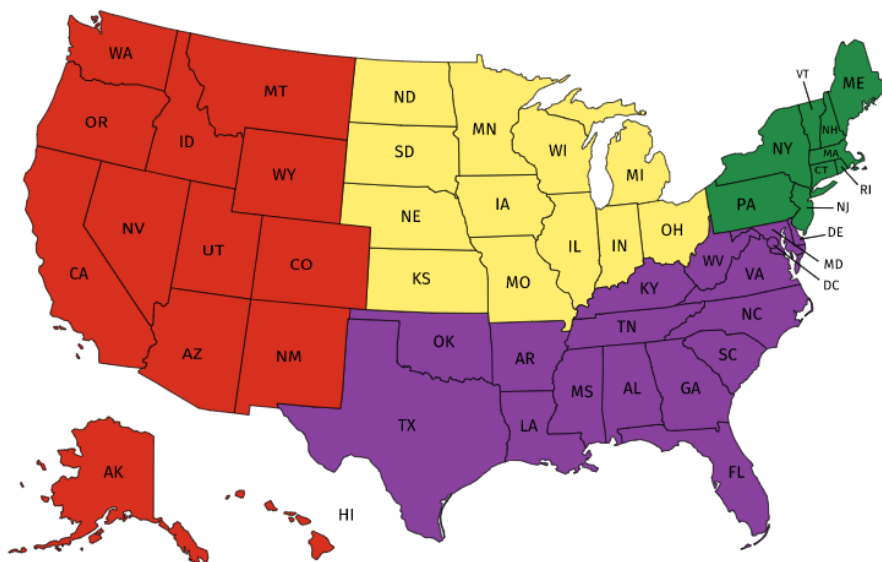 WA
MT
ND
MN
VT
ME
OR
ID
SD
WI
MI
NY
NH
MA
CT
RI
WY
NE
IA
PA
NJ
NV
UT
CO
IL
IN
OH
DE
MD
DC
CA
KS
MO
WV
VA
KY
AZ
NM
OK
AR
TN
NC
SC
TX
LA
MS
AL
GA
FL
AK
HI